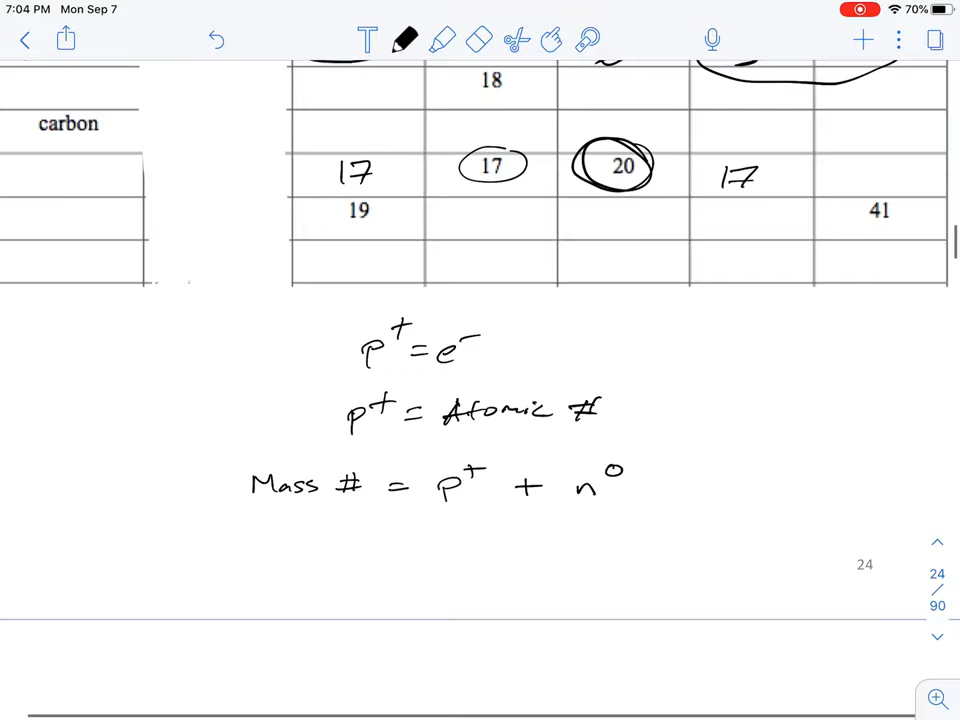 7:04 PM Mon Sep 7 70%
18
carbon
17 17 20 17
19 41
p+ = e-
p+ = Atomic #
Mass # = p+ + n0
24
24
/
90